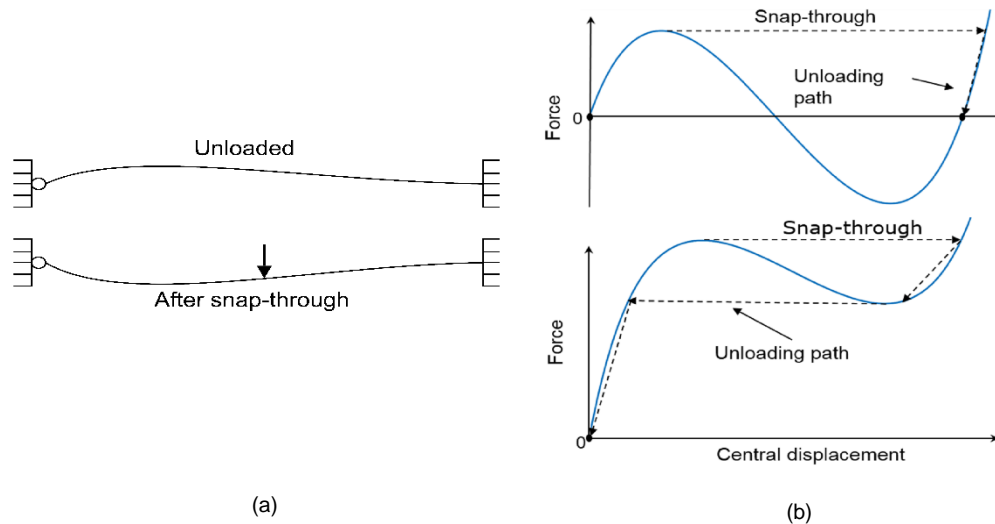 Unloaded
After snap-through
(a)
Snap-through
Unloading
path
0
Force
Snap-through
Unloading path
Force
0
Central displacement
(b)